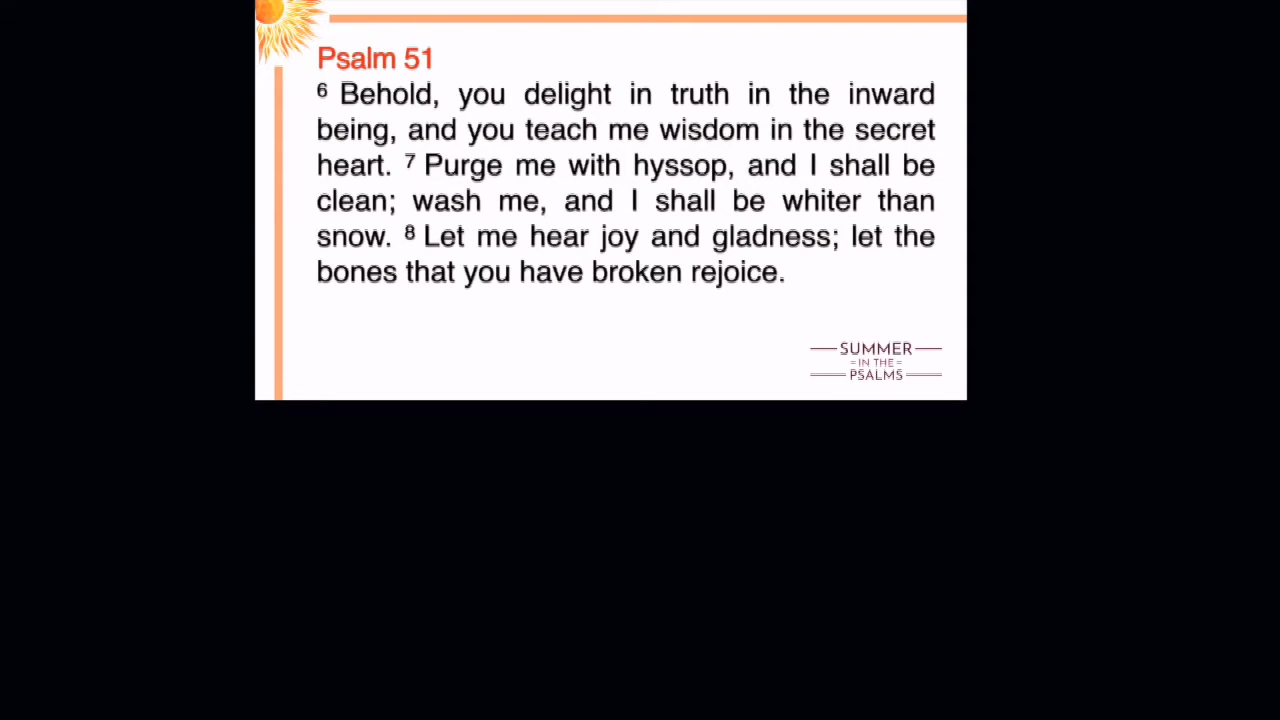 Psalm 51
6 Behold, you delight in truth in the inward
being, and you teach me wisdom in the secret
heart. 7 Purge me with hyssop, and I shall be
clean; wash me, and I shall be whiter than
snow. 8 Let me hear joy and gladness; let the
bones that you have broken rejoice.
SUMMER
IN THE
PSALMS